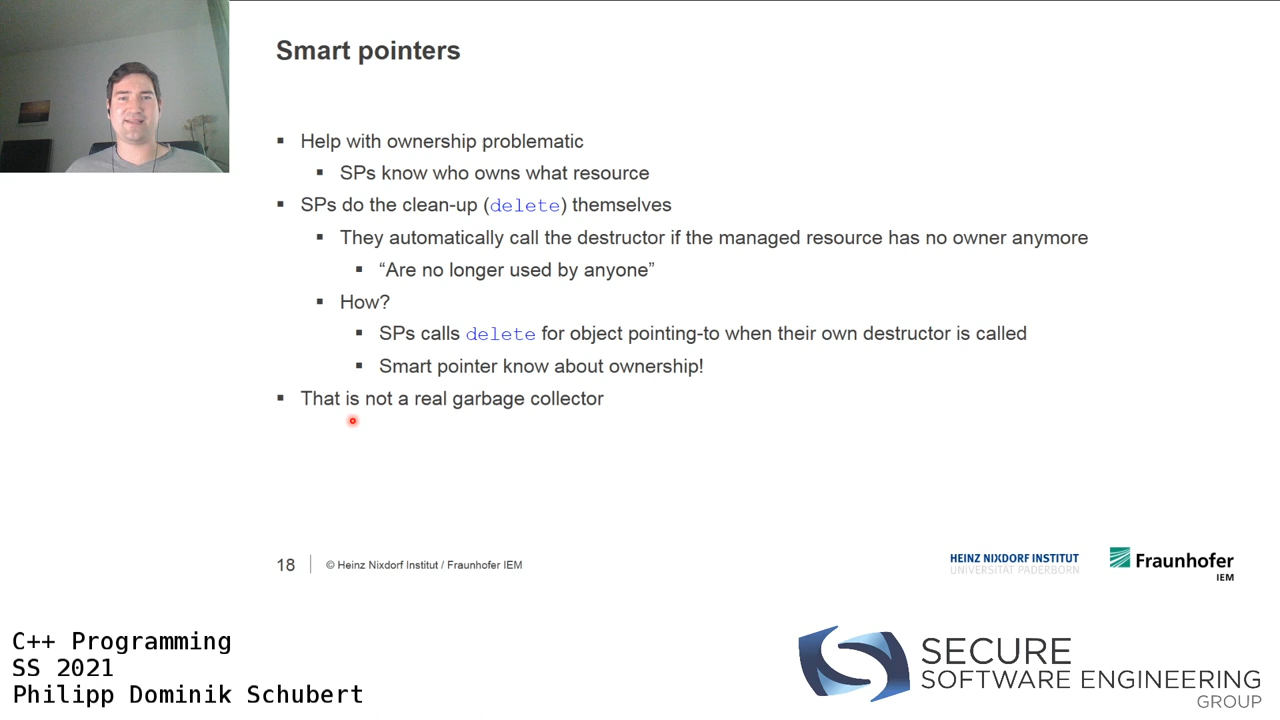 Smart pointers
▪ Help with ownership problematic
▪ SPs know who owns what resource
▪ SPs do the clean-up (delete) themselves
▪ They automatically call the destructor if the managed resource has no owner anymore
▪ “Are no longer used by anyone”
▪ How?
▪ SPs calls delete for object pointing-to when their own destructor is called
▪ Smart pointer know about ownership!
▪ That is not a real garbage collector
18 | © Heinz Nixdorf Institut / Fraunhofer IEM
HEINZ NIXDORF INSTITUT
UNIVERSITÄT PADERBORN
Fraunhofer
IEM
C++ Programming
SS 2021
Philipp Dominik Schubert
SECURE
SOFTWARE ENGINEERING
GROUP